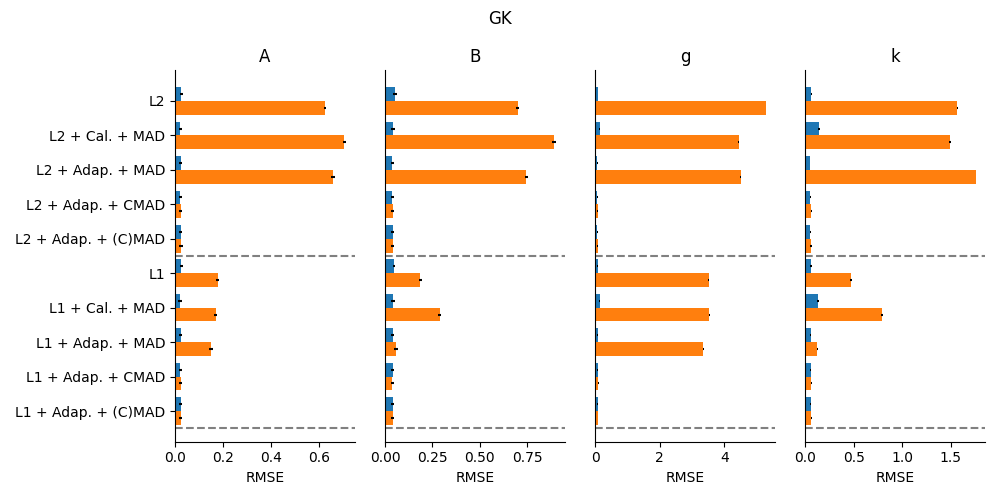 GK
A B g k
L2
L2 + Cal. + MAD
L2 + Adap. + MAD
L2 + Adap. + CMAD
L2 + Adap. + (C)MAD
L1
L1 + Cal. + MAD
L1 + Adap. + MAD
L1 + Adap. + CMAD
L1 + Adap. + (C)MAD
0.0 0.2 0.4 0.6 0.00 0.25 0.50 0.75 0 2 4 0.0 0.5 1.0 1.5
RMSE RMSE RMSE RMSE